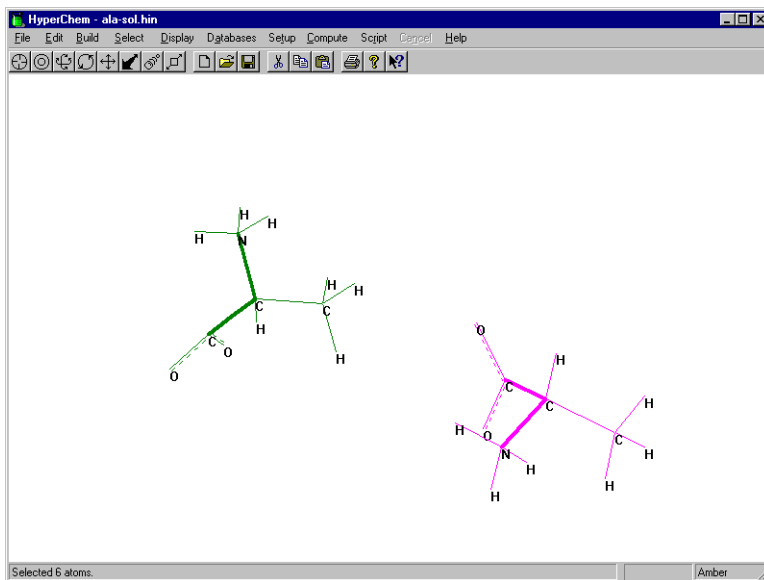 HyperChem - ala-sol.hin
File Edit Build Select Display Databases Setup Compute Script Cancel Help
H
H
H
N
H
H
C
C
H
C
O
H
O
O
H
H
C
C
H
O
C
H
N
H
H
H
Selected 6 atoms.
Amber